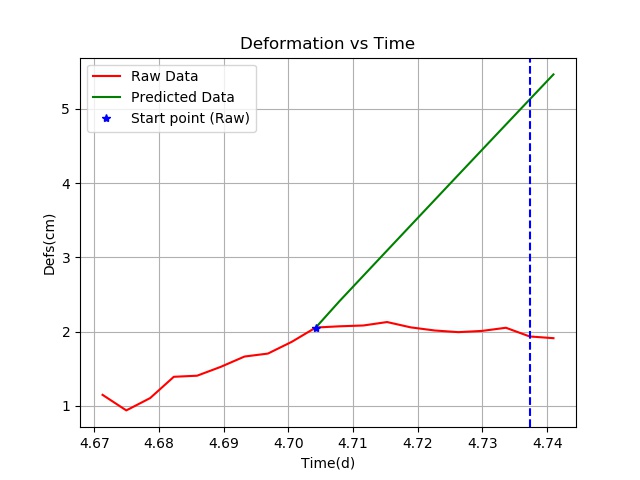 Deformation vs Time
Raw Data
Predicted Data
Start point (Raw)
Defs(cm)
5
4
3
2
1
4.67 4.68 4.69 4.70 4.71 4.72 4.73 4.74
Time(d)